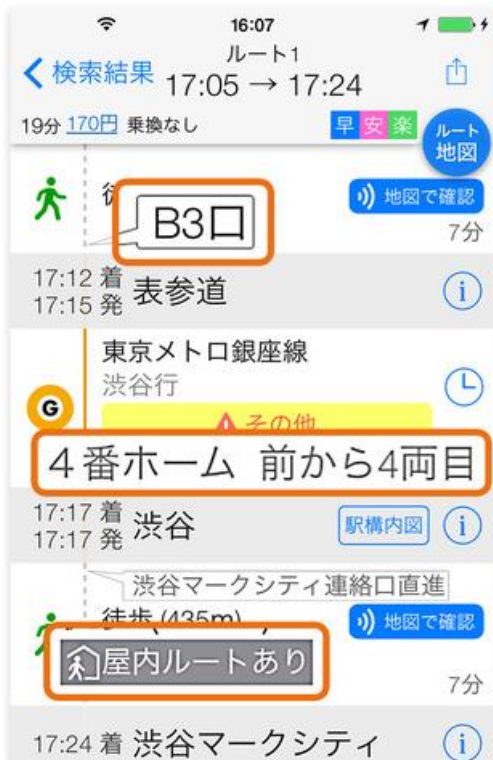 16:07
検索結果
ルート1
17:05 → 17:24
19分 170円 乗換なし
早 安 楽
ルート
地図
B3口
地図で確認
7分
17:12 着
17:15 発
表参道
東京メトロ銀座線
渋谷行
G
その他
4番ホーム 前から4両目
17:17 着
17:17 発
渋谷
駅構内図
渋谷マークシティ連絡口直進
徒歩 (435m)
地図で確認
屋内ルートあり
7分
17:24 着 渋谷マークシティ